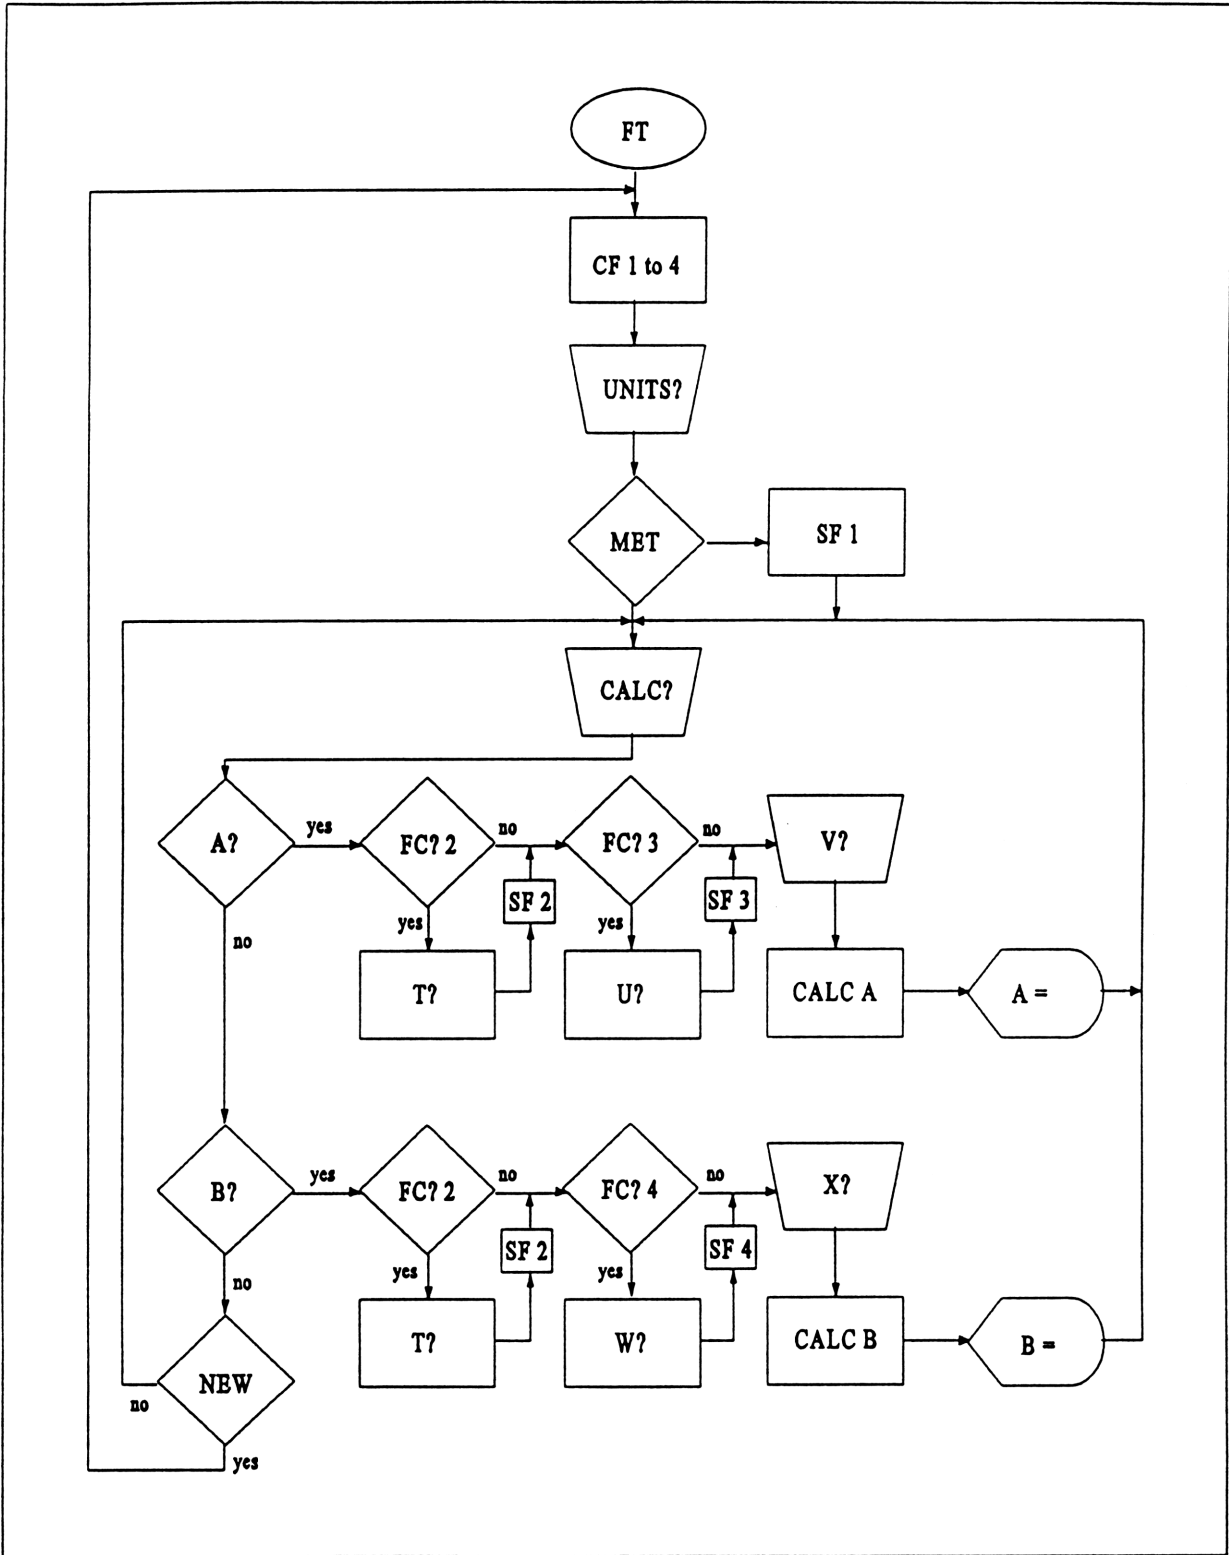 FT
CF 1 to 4
UNITS?
MET
SF 1
CALC?
A?
yes
FC? 2
no
FC? 3
no
V?
SF 2
SF 3
yes
yes
no
T?
U?
CALC A
A =
B?
yes
FC? 2
no
FC? 4
no
X?
SF 2
SF 4
yes
yes
no
T?
W?
CALC B
B =
NEW
no
yes